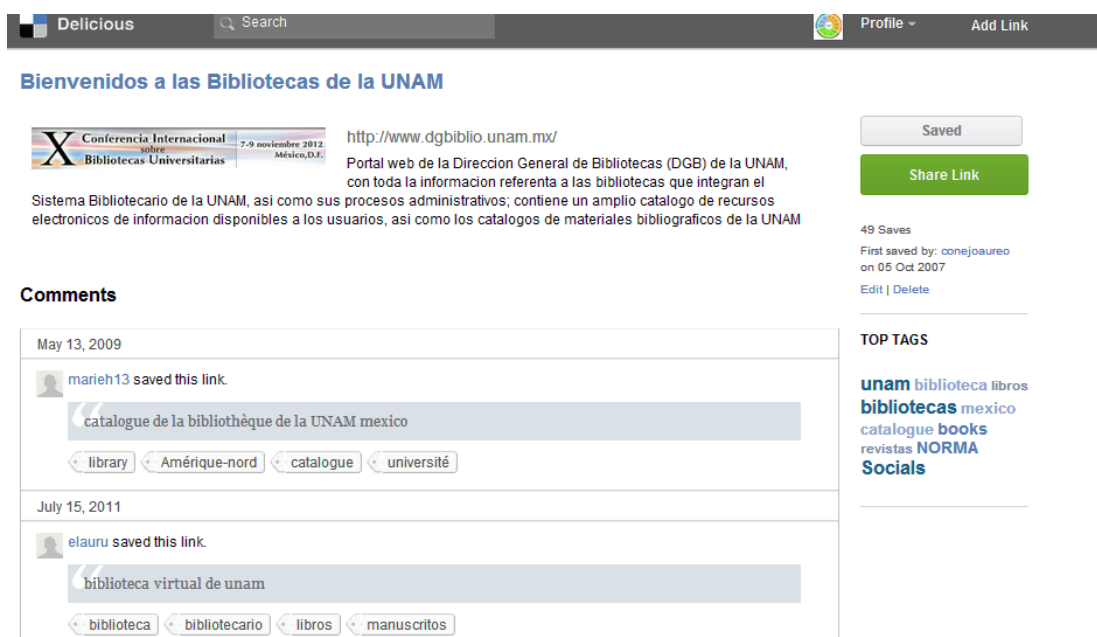 Delicious
Search
Profile
Add Link
Bienvenidos a las Bibliotecas de la UNAM
X Conferencia Internacional
sobre
Bibliotecas Universitarias
7-9 noviembre 2012
México, D.F.
http://www.dgbiblio.unam.mx/
Portal web de la Direccion General de Bibliotecas (DGB) de la UNAM,
con toda la informacion referenta a las bibliotecas que integran el
Sistema Bibliotecario de la UNAM, asi como sus procesos administrativos; contiene un amplio catalogo de recursos
electronicos de informacion disponibles a los usuarios, asi como los catalogos de materiales bibliograficos de la UNAM
Saved
Share Link
49 Saves
First saved by: conejoaureo
on 05 Oct 2007
Edit | Delete
Comments
May 13, 2009
marieh13 saved this link.
catalogue de la bibliothèque de la UNAM mexico
library Amérique-nord catalogue université
July 15, 2011
elauru saved this link.
biblioteca virtual de unam
biblioteca bibliotecario libros manuscritos
TOP TAGS
unam biblioteca libros
bibliotecas mexico
catalogue books
revistas NORMA
Socials